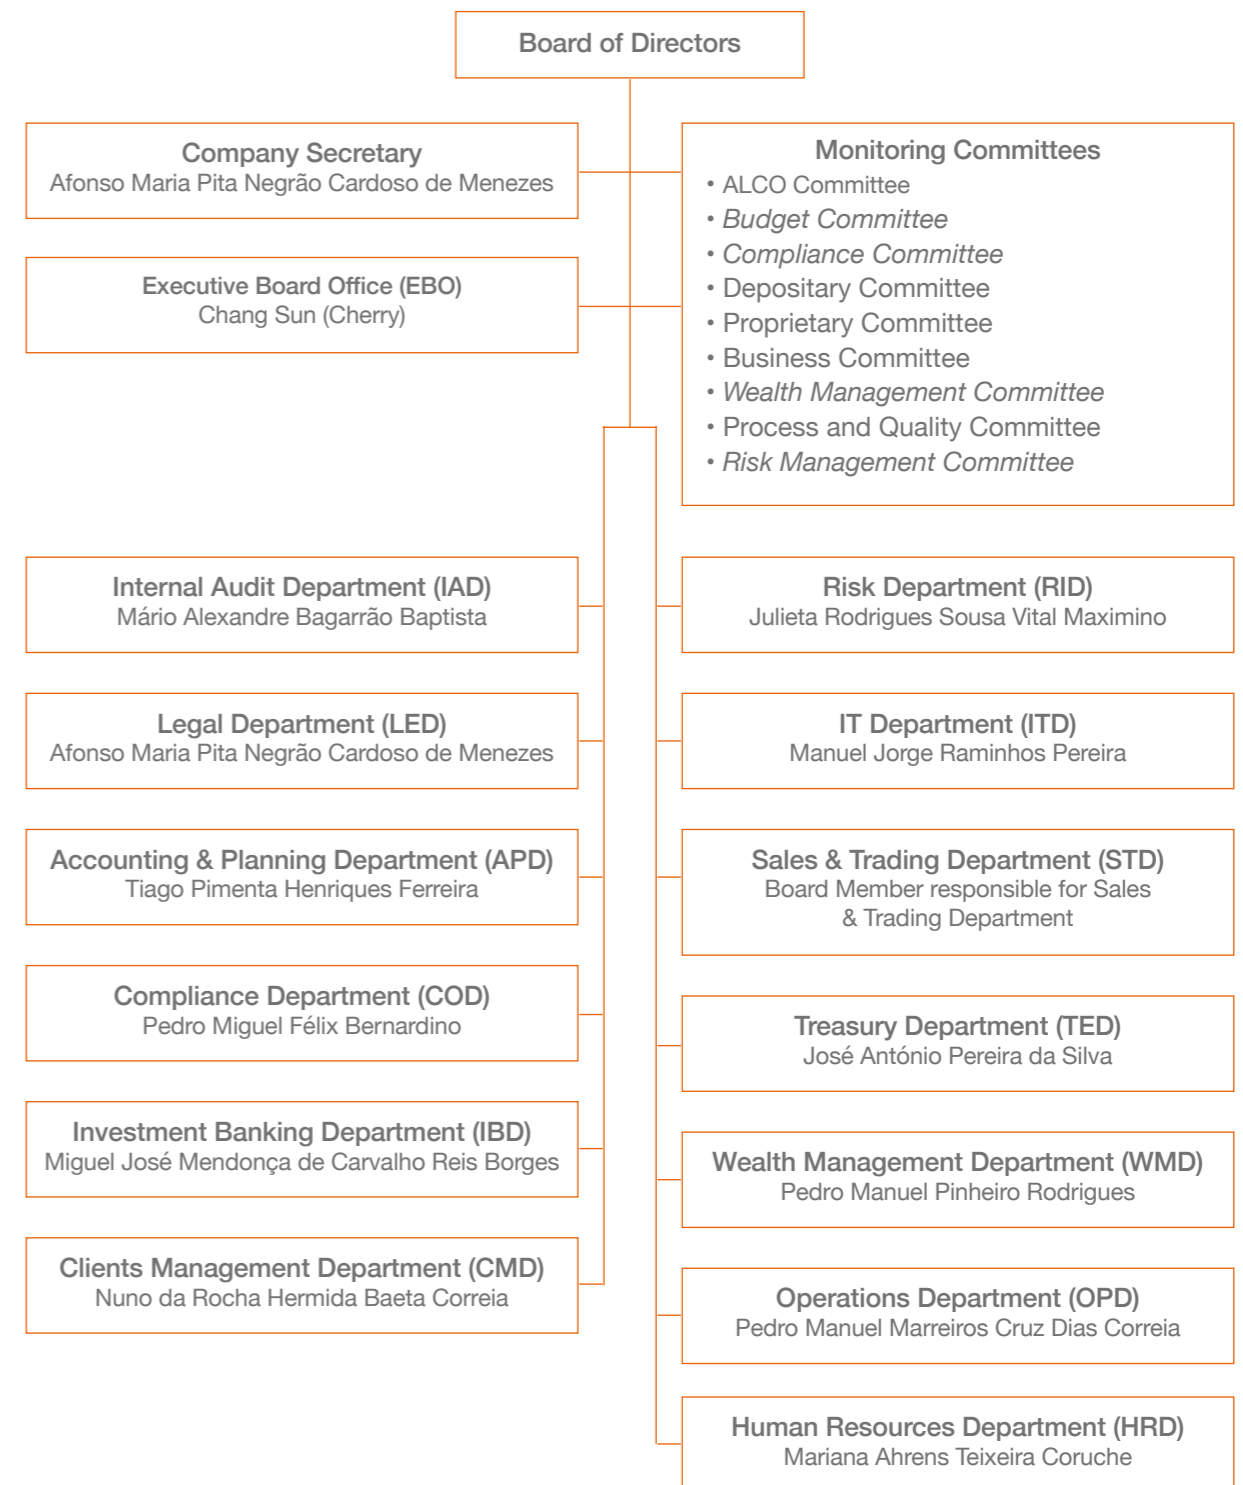 Board of Directors
Company Secretary
Afonso Maria Pita Negrão Cardoso de Menezes
Executive Board Office (EBO)
Chang Sun (Cherry)
Monitoring Committees
• ALCO Committee
• Budget Committee
• Compliance Committee
• Depositary Committee
• Proprietary Committee
• Business Committee
• Wealth Management Committee
• Process and Quality Committee
• Risk Management Committee
Internal Audit Department (IAD)
Mário Alexandre Bagarrão Baptista
Legal Department (LED)
Afonso Maria Pita Negrão Cardoso de Menezes
Accounting & Planning Department (APD)
Tiago Pimenta Henriques Ferreira
Compliance Department (COD)
Pedro Miguel Félix Bernardino
Investment Banking Department (IBD)
Miguel José Mendonça de Carvalho Reis Borges
Clients Management Department (CMD)
Nuno da Rocha Hermida Baeta Correia
Risk Department (RID)
Julieta Rodrigues Sousa Vital Maximino
IT Department (ITD)
Manuel Jorge Raminhos Pereira
Sales & Trading Department (STD)
Board Member responsible for Sales
& Trading Department
Treasury Department (TED)
José António Pereira da Silva
Wealth Management Department (WMD)
Pedro Manuel Pinheiro Rodrigues
Operations Department (OPD)
Pedro Manuel Marreiros Cruz Dias Correia
Human Resources Department (HRD)
Mariana Ahrens Teixeira Coruche